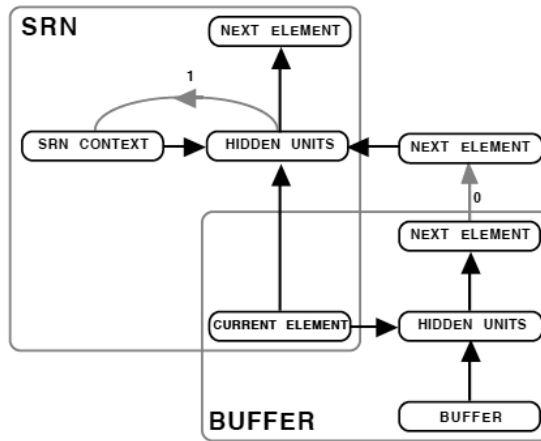 SRN
NEXT ELEMENT
1
SRN CONTEXT
HIDDEN UNITS
NEXT ELEMENT
0
NEXT ELEMENT
CURRENT ELEMENT
HIDDEN UNITS
BUFFER
BUFFER